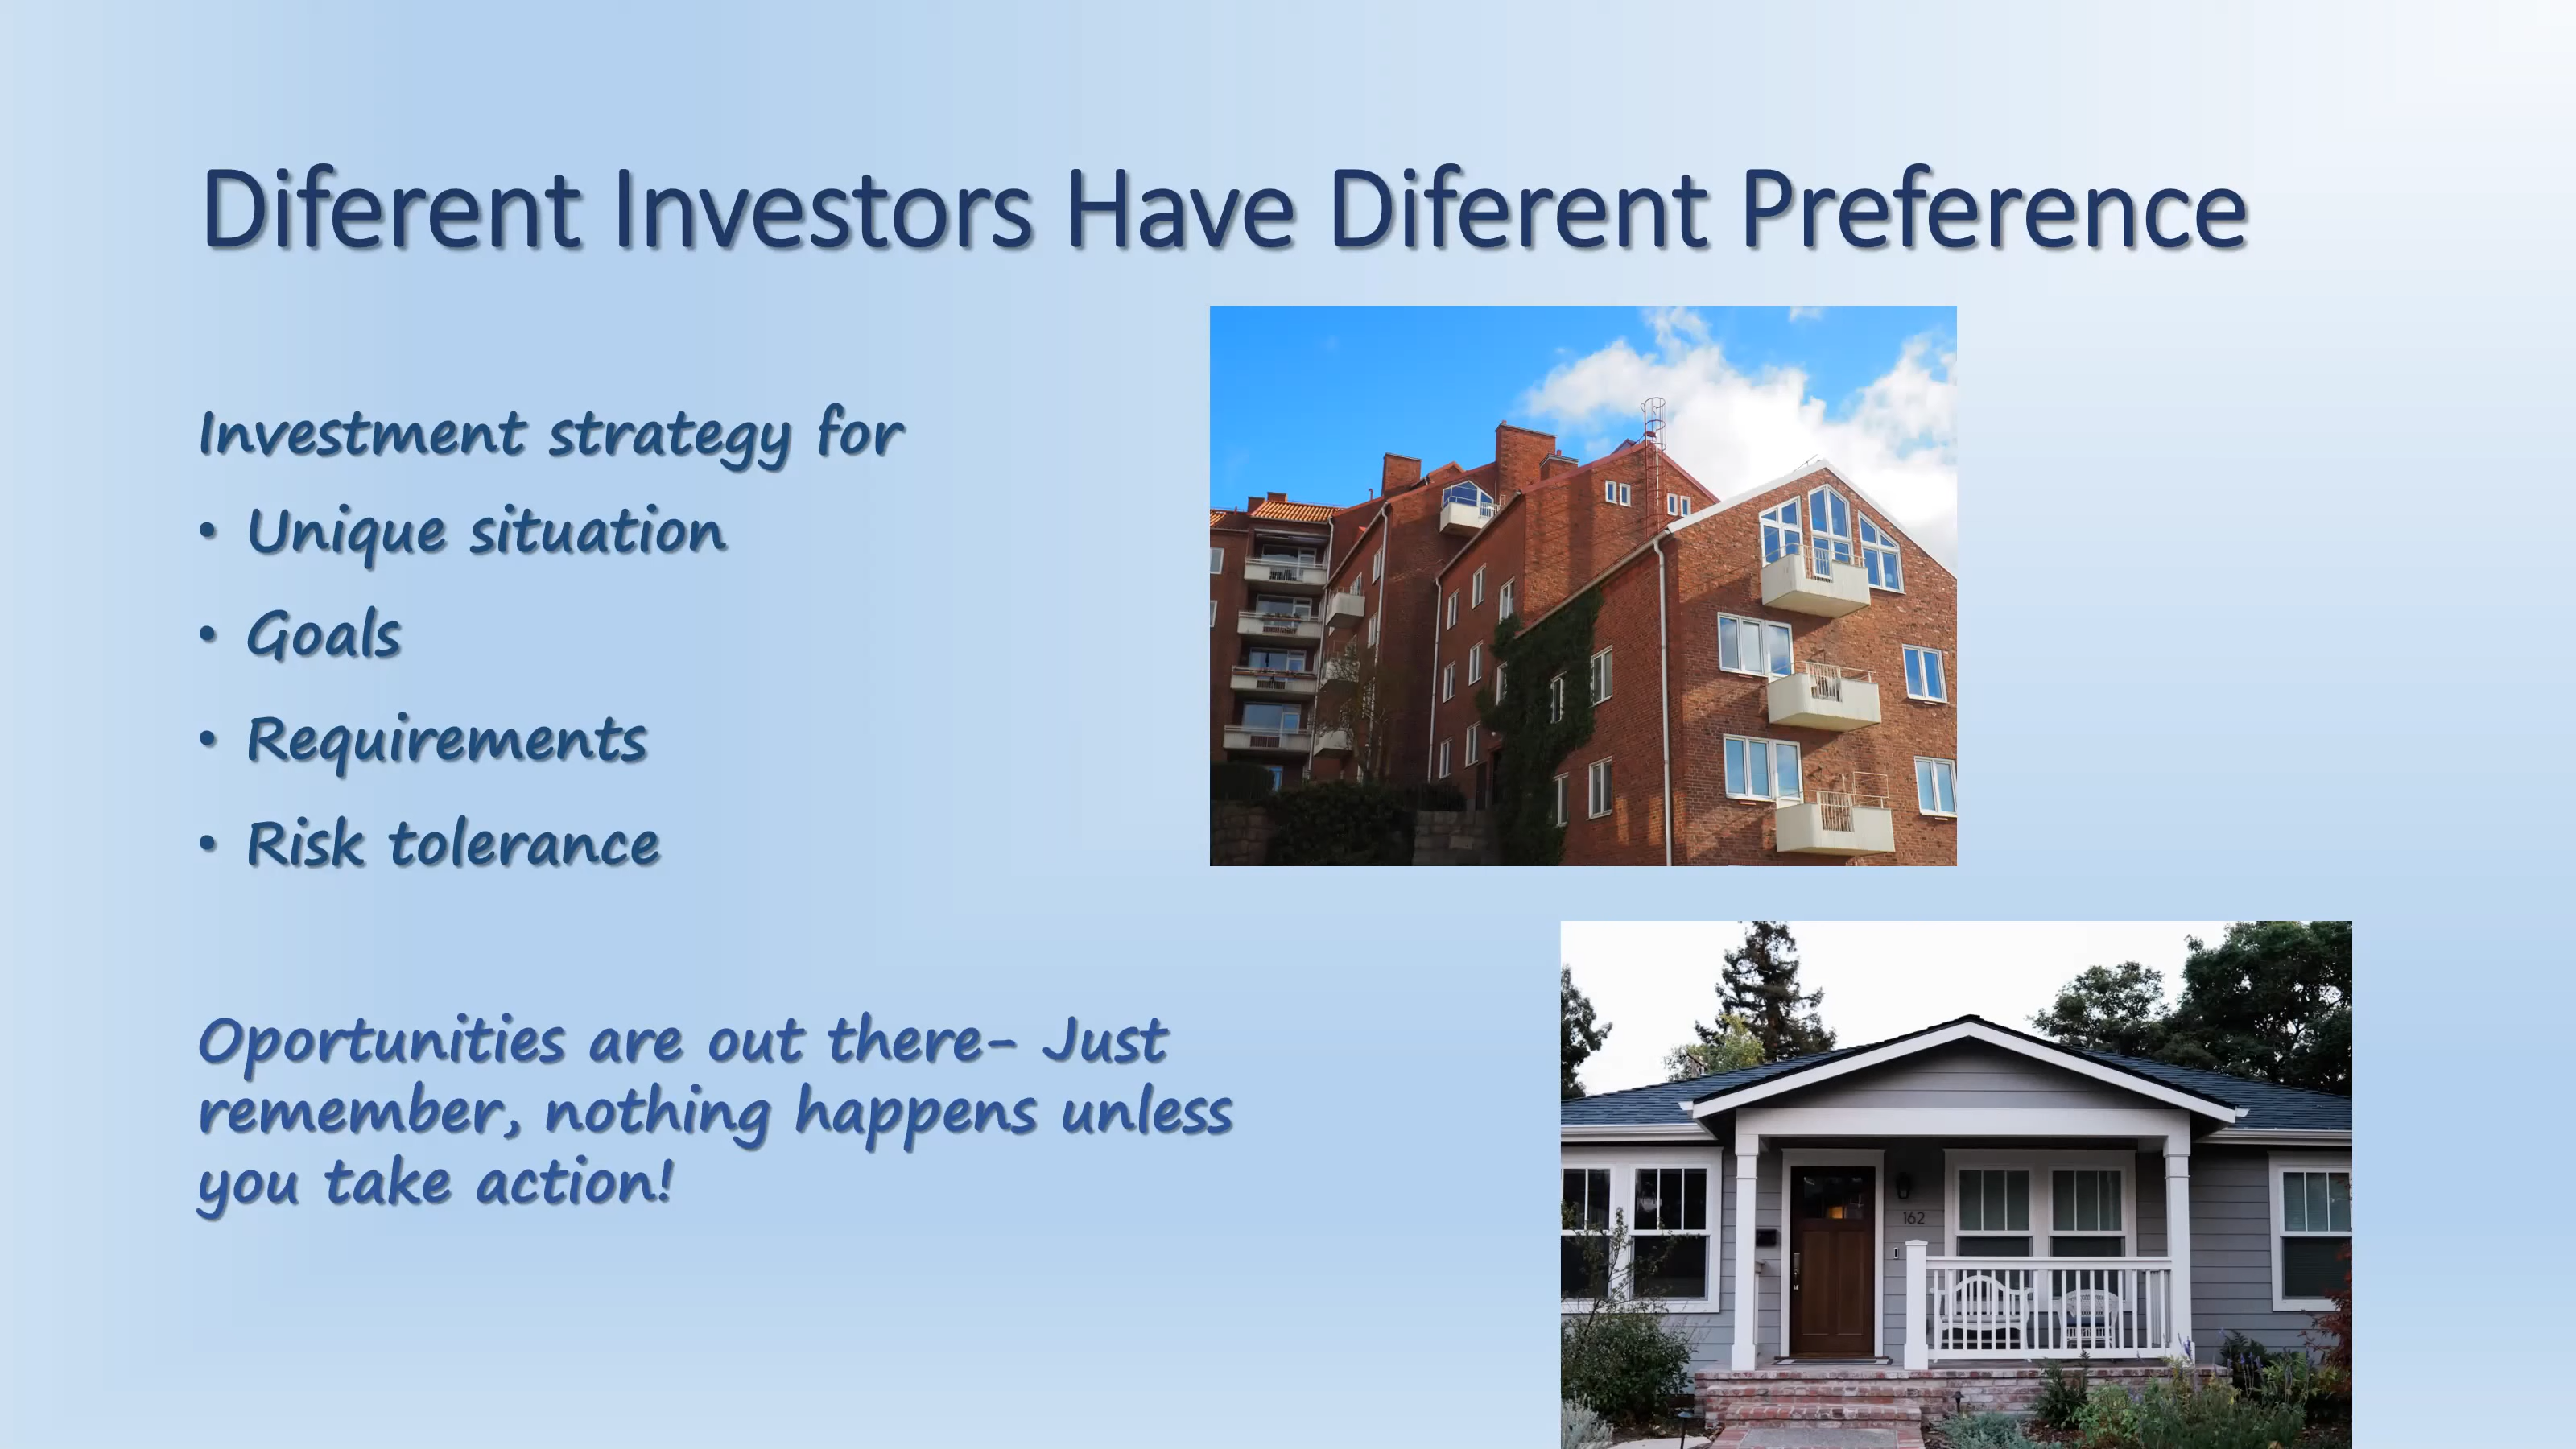 Diferent Investors Have Diferent Preference
Investment strategy for
• Unique situation
• Goals
• Requirements
• Risk tolerance
Oportunities are out there- Just
remember, nothing happens unless
you take action!
162